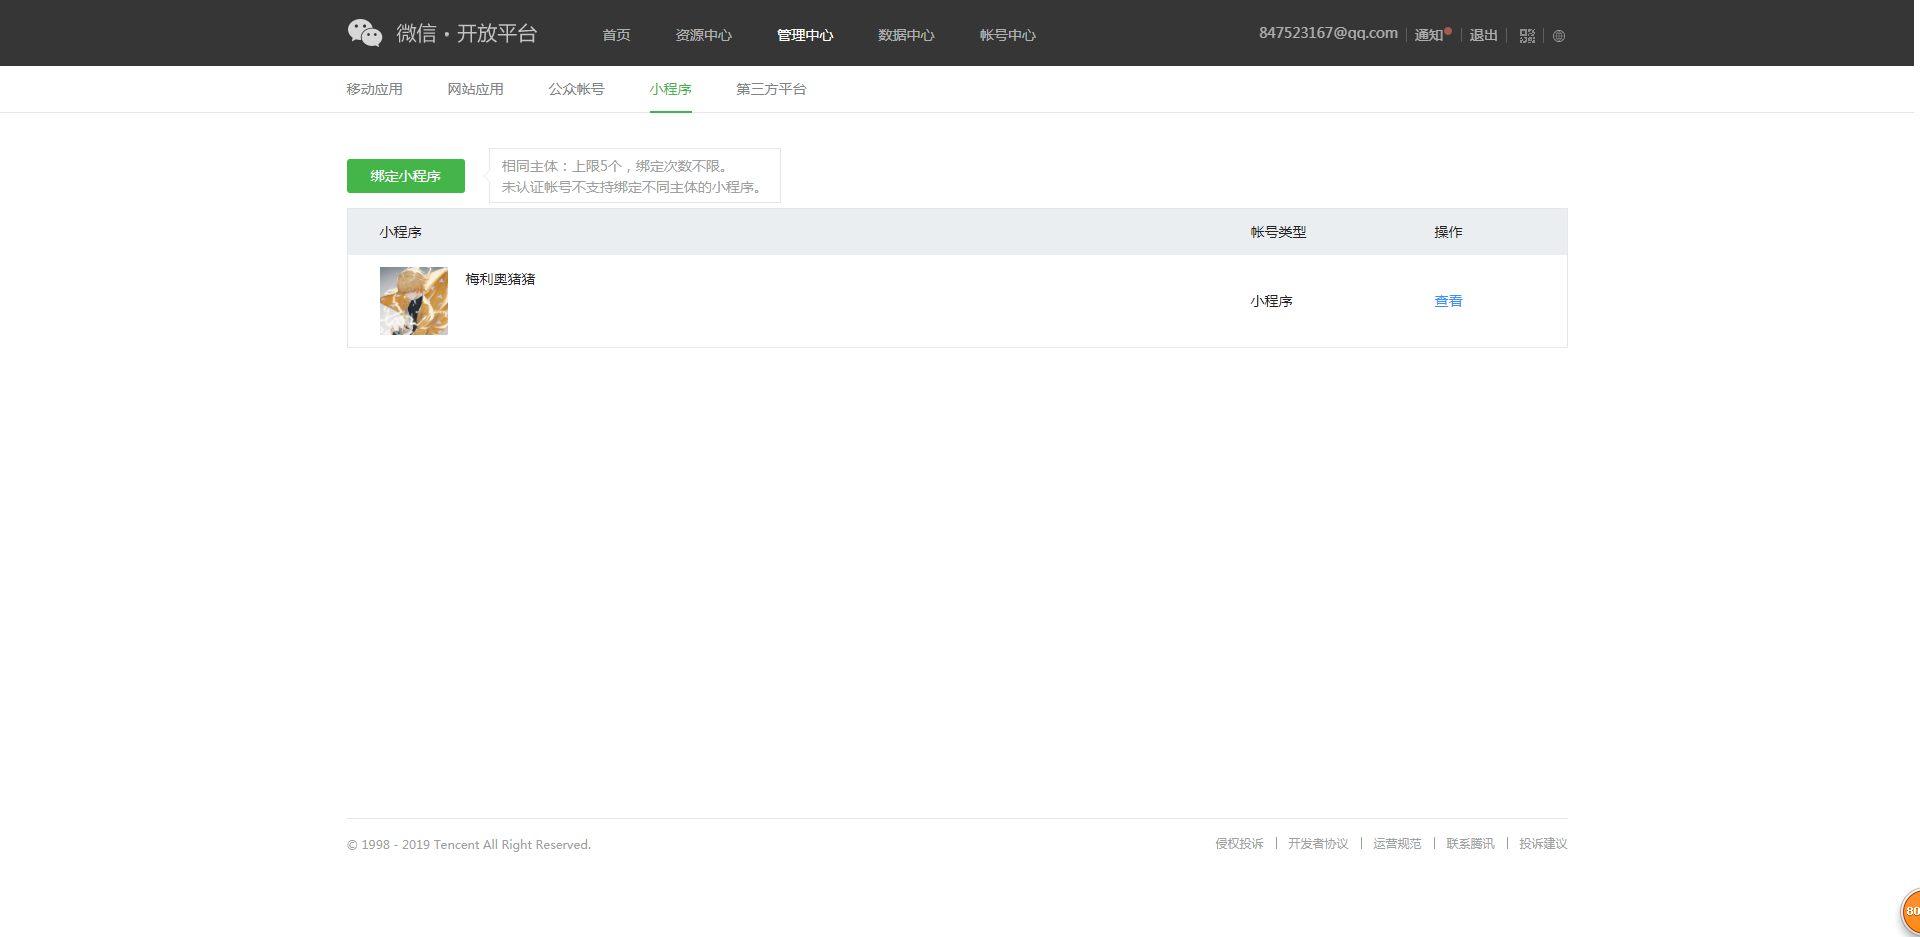 微信·开放平台 首页 资源中心 管理中心 数据中心 帐号中心 847523167@qq.com 通知 退出
移动应用 网站应用 公众帐号 小程序 第三方平台
绑定小程序
相同主体：上限5个，绑定次数不限。
未认证帐号不支持绑定不同主体的小程序。
小程序 帐号类型 操作
梅利奥猪猪
小程序 查看
© 1998 - 2019 Tencent All Right Reserved. 侵权投诉 开发者协议 运营规范 联系腾讯 投诉建议
80